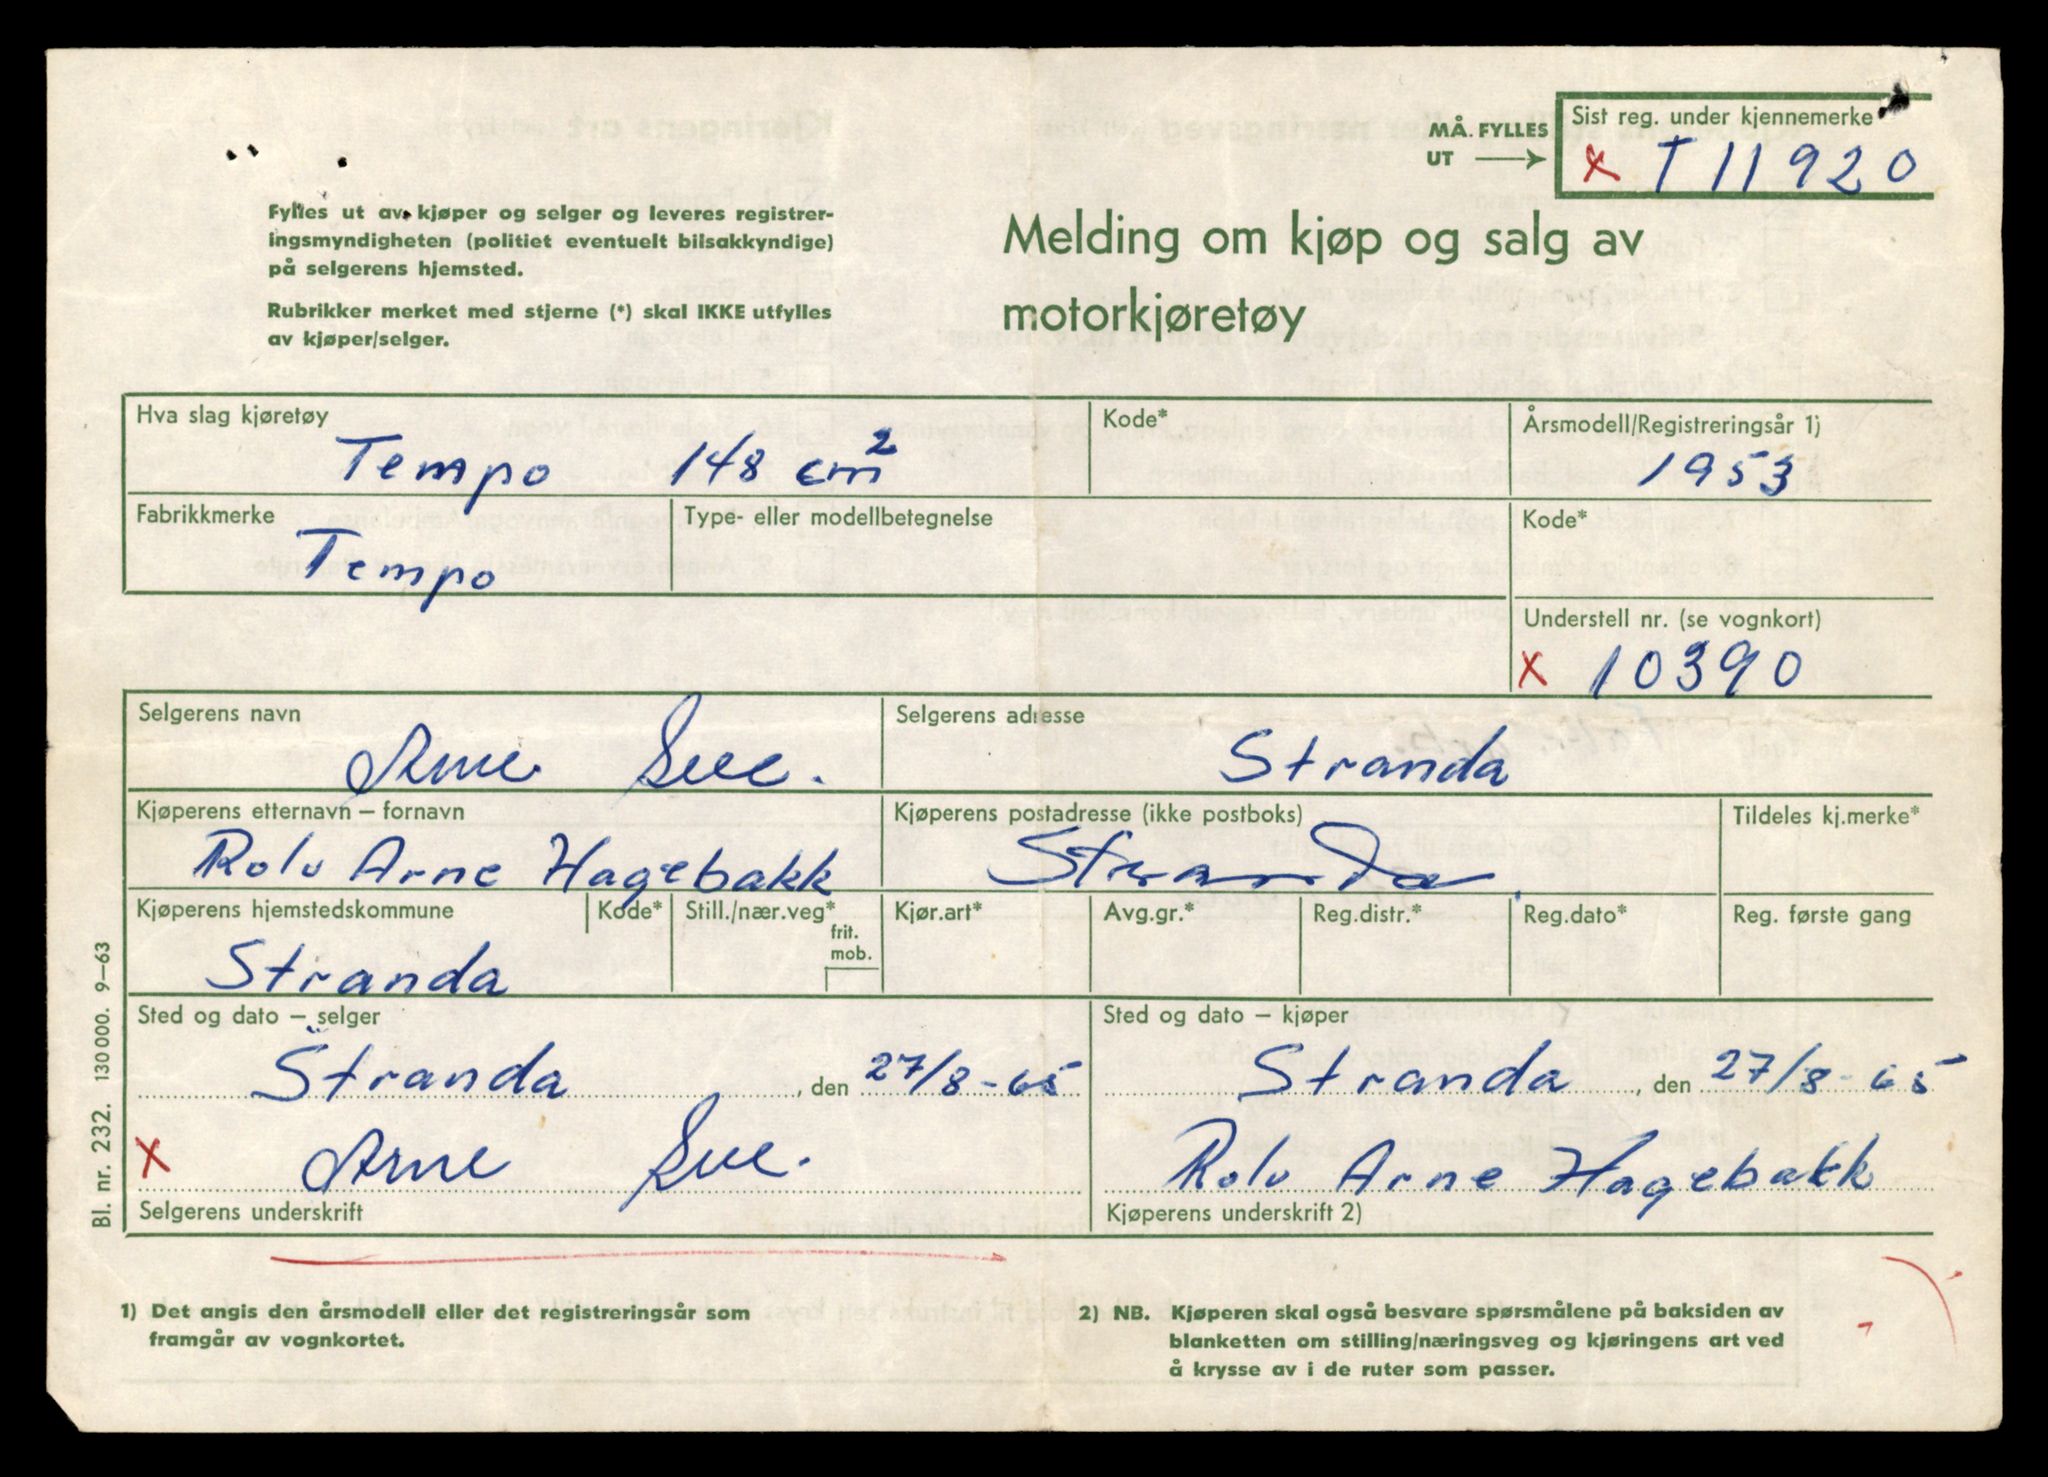 MÅ. FYLLES
UT
Sist reg. under kjennemerke
x T 11920
Fylles ut av kjøper og selger og leveres registrer-
ingsmyndigheten (politiet eventuelt bilsakkyndige)
på selgerens hjemsted.
Rubrikker merket med stjerne (*) skal IKKE utfylles
av kjøper/selger.
Melding om kjøp og salg av
motorkjøretøy
Hva slag kjøretøy
Tempo 148 cm²
Kode*
Årsmodell/Registreringsår 1)
1953
Fabrikkmerke
Tempo
Type- eller modellbetegnelse
Kode*
Understell nr. (se vognkort)
x 10390
Selgerens navn
Arne
Selgerens adresse
Stranda
Kjøperens etternavn – fornavn
Rolv Arne Hagebakk
Kjøperens postadresse (ikke postboks)
Stranda
Tildeles kj.merke*
Kjøperens hjemstedskommune
Stranda
Kode*
Still./nær.veg*
frit.
mob.
Kjør.art*
Avg.gr.*
Reg.distr.*
Reg.dato*
Reg. første gang
Sted og dato – selger
Stranda, den 27/8-65
x Arne
Selgerens underskrift
Sted og dato – kjøper
Stranda, den 27/8-65
Rolv Arne Hagebakk
Kjøperens underskrift 2)
Bl. nr. 232. 130 000. 9–63
1) Det angis den årsmodell eller det registreringsår som
framgår av vognkortet.
2) NB. Kjøperen skal også besvare spørsmålene på baksiden av
blanketten om stilling/næringsveg og kjøringens art ved
å krysse av i de ruter som passer.